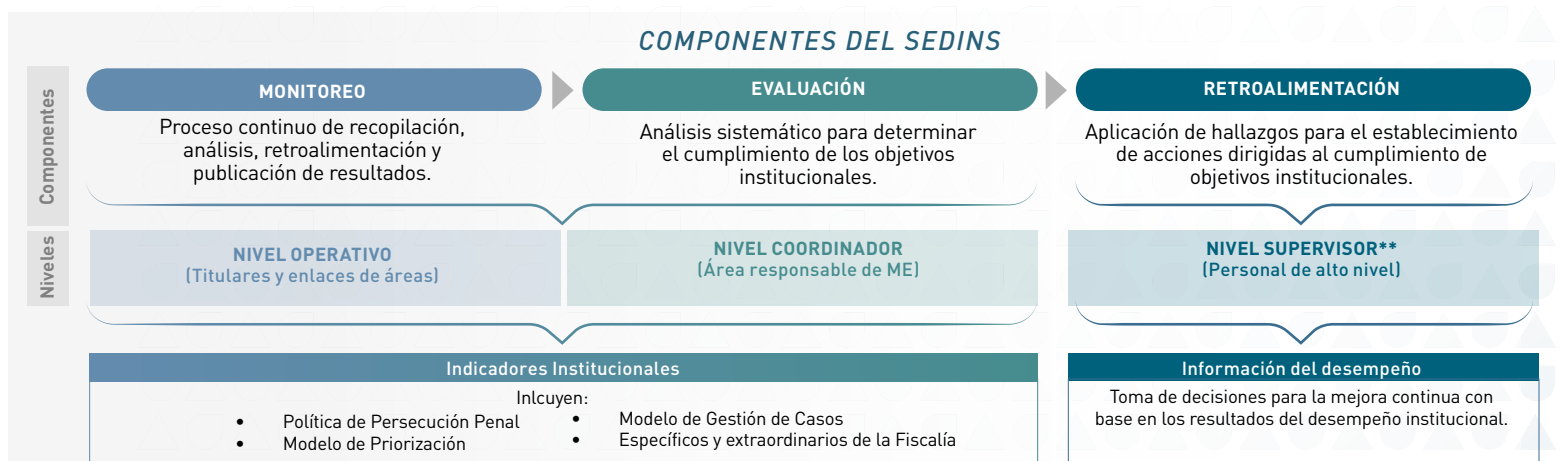 COMPONENTES DEL SEDINS
Componentes
MONITOREO
Proceso continuo de recopilación,
análisis, retroalimentación y
publicación de resultados.
EVALUACIÓN
Análisis sistemático para determinar
el cumplimiento de los objetivos
institucionales.
RETROALIMENTACIÓN
Aplicación de hallazgos para el establecimiento
de acciones dirigidas al cumplimiento de
objetivos institucionales.
Niveles
NIVEL OPERATIVO
(Titulares y enlaces de áreas)
NIVEL COORDINADOR
(Área responsable de ME)
NIVEL SUPERVISOR**
(Personal de alto nivel)
Indicadores Institucionales
Inlcuyen:
• Política de Persecución Penal
• Modelo de Priorización
• Modelo de Gestión de Casos
• Específicos y extraordinarios de la Fiscalía
Información del desempeño
Toma de decisiones para la mejora continua con
base en los resultados del desempeño institucional.